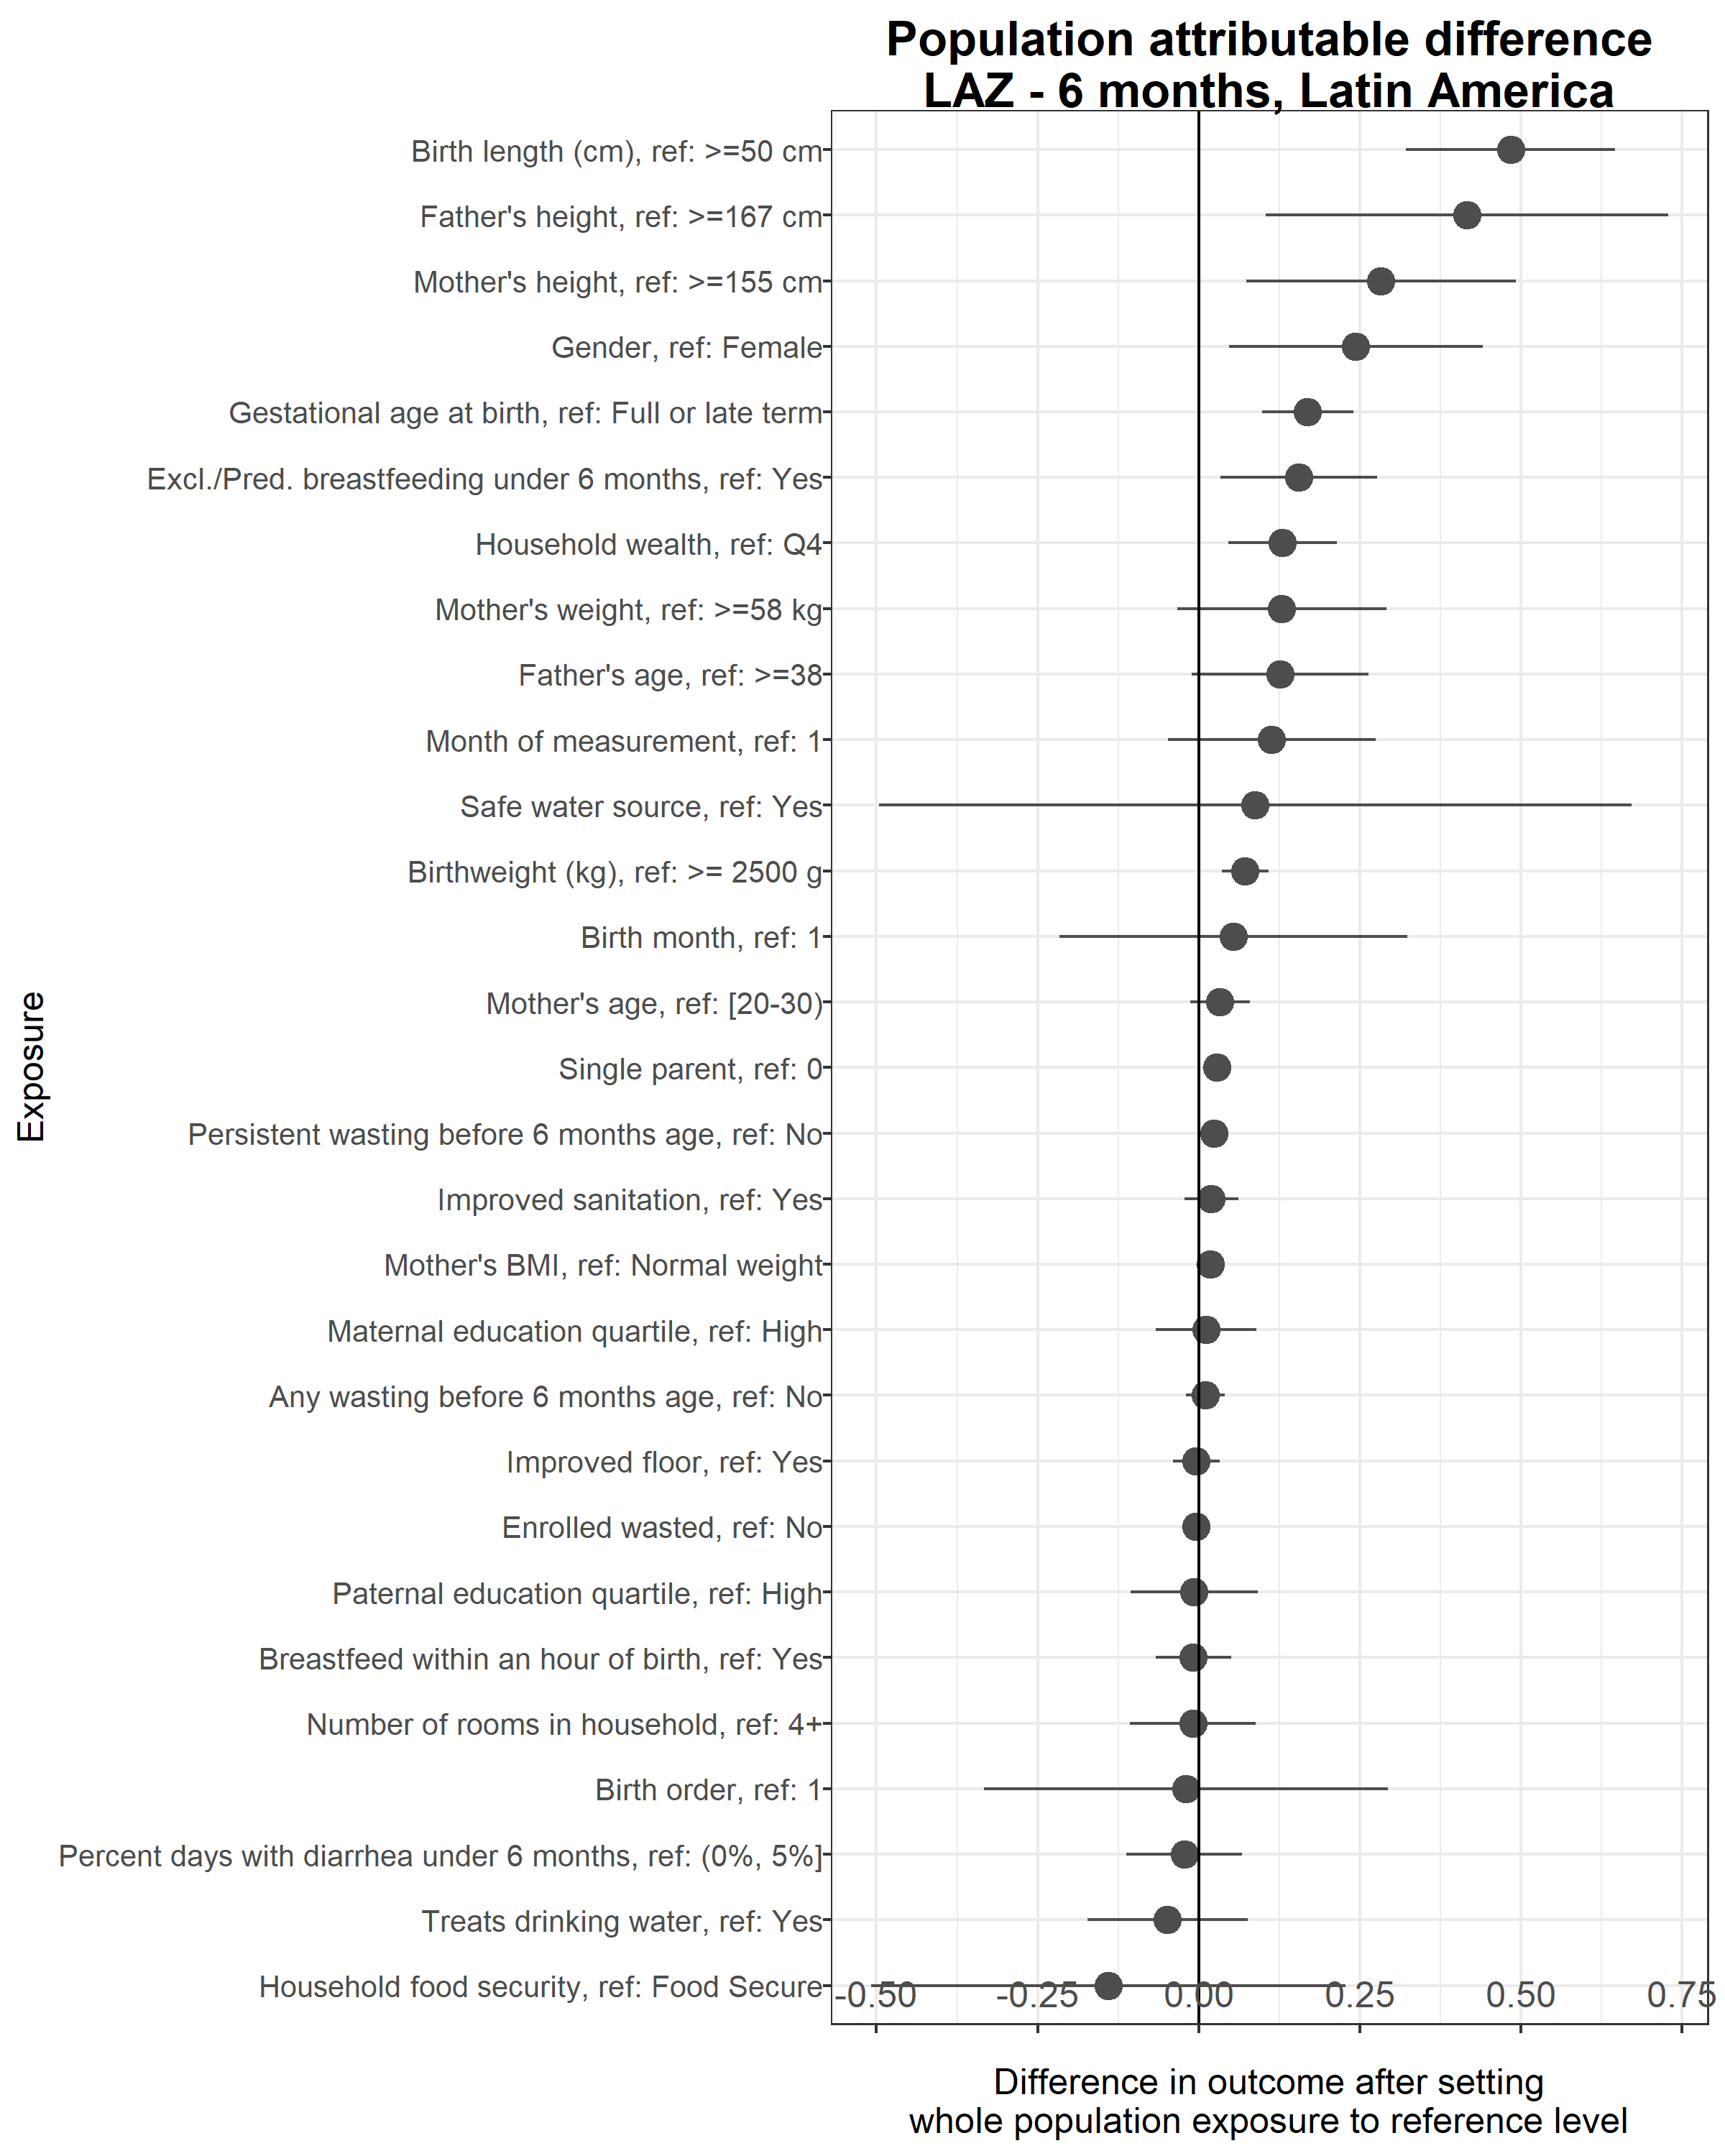 Population attributable difference
LAZ - 6 months, Latin America
Birth length (cm), ref: >=50 cm
Father's height, ref: >=167 cm
Mother's height, ref: >=155 cm
Gender, ref: Female
Gestational age at birth, ref: Full or late term
Excl./Pred. breastfeeding under 6 months, ref: Yes
Household wealth, ref: Q4
Mother's weight, ref: >=58 kg
Father's age, ref: >=38
Month of measurement, ref: 1
Safe water source, ref: Yes
Birthweight (kg), ref: >= 2500 g
Birth month, ref: 1
Mother's age, ref: [20-30)
Single parent, ref: 0
Persistent wasting before 6 months age, ref: No
Improved sanitation, ref: Yes
Mother's BMI, ref: Normal weight
Maternal education quartile, ref: High
Any wasting before 6 months age, ref: No
Improved floor, ref: Yes
Enrolled wasted, ref: No
Paternal education quartile, ref: High
Breastfeed within an hour of birth, ref: Yes
Number of rooms in household, ref: 4+
Birth order, ref: 1
Percent days with diarrhea under 6 months, ref: (0%, 5%]
Treats drinking water, ref: Yes
Household food security, ref: Food Secure
Exposure
-0.50 -0.25 0.00 0.25 0.50 0.75
Difference in outcome after setting
whole population exposure to reference level